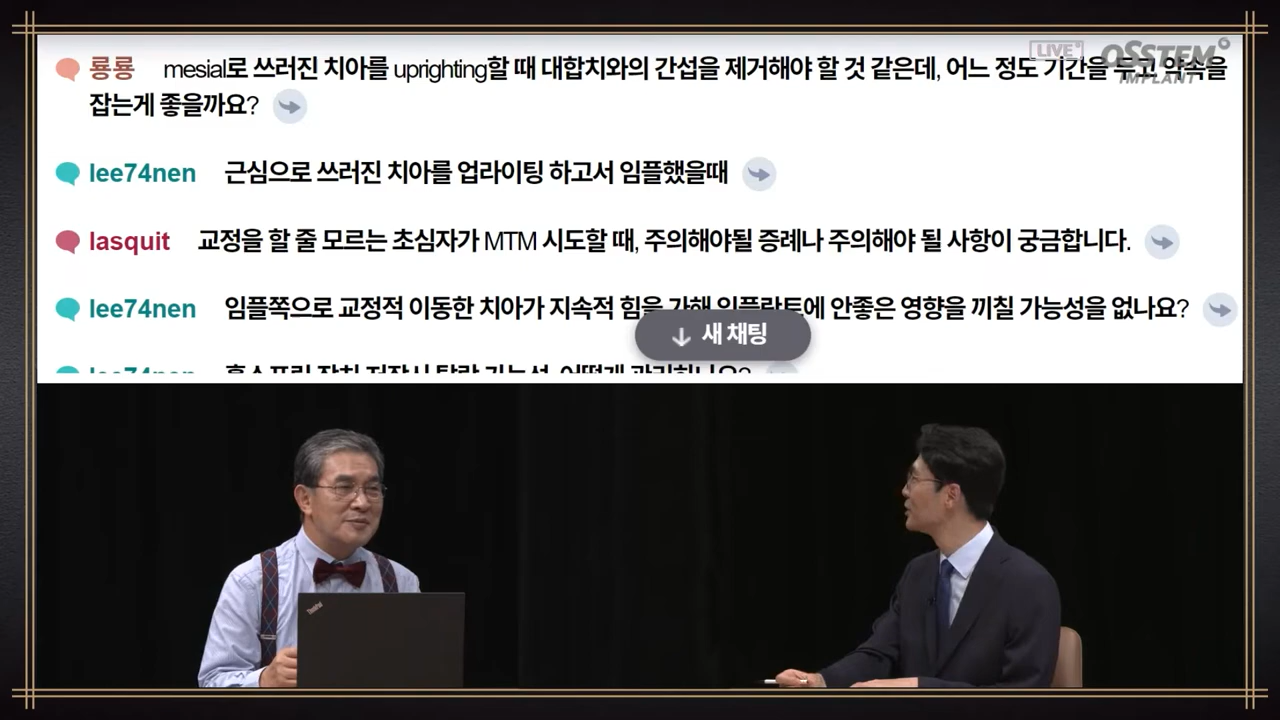 룡룡 mesial로 쓰러진 치아를 uprighting할 때 대합치와의 간섭을 제거해야 할 것 같은데, 어느 정도 기간을 두고 약속을
잡는게 좋을까요?
LIVE
OSSTEM
IMPLANT
lee74nen 근심으로 쓰러진 치아를 업라이팅 하고서 임플했을때
lasquit 교정을 할 줄 모르는 초심자가 MTM 시도할 때, 주의해야될 증례나 주의해야 될 사항이 궁금합니다.
lee74nen 임플쪽으로 교정적 이동한 치아가 지속적 힘을 가해 임플란트에 안좋은 영향을 끼칠 가능성을 없나요?
새 채팅
lee74nen
ThinkPad